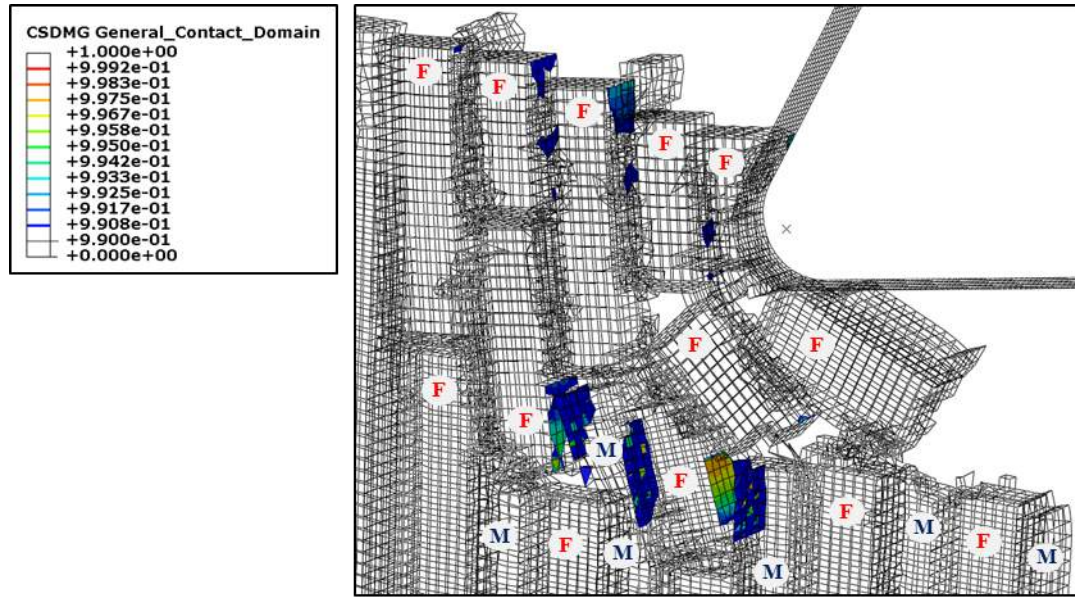 CSDMG General_Contact_Domain
+1.000e+00
+9.992e-01
+9.983e-01
+9.975e-01
+9.967e-01
+9.958e-01
+9.950e-01
+9.942e-01
+9.933e-01
+9.925e-01
+9.917e-01
+9.908e-01
+9.900e-01
+0.000e+00
F
F
F
F
F
F
F
F
F
M
F
M
F
M
M
F
M
F
M